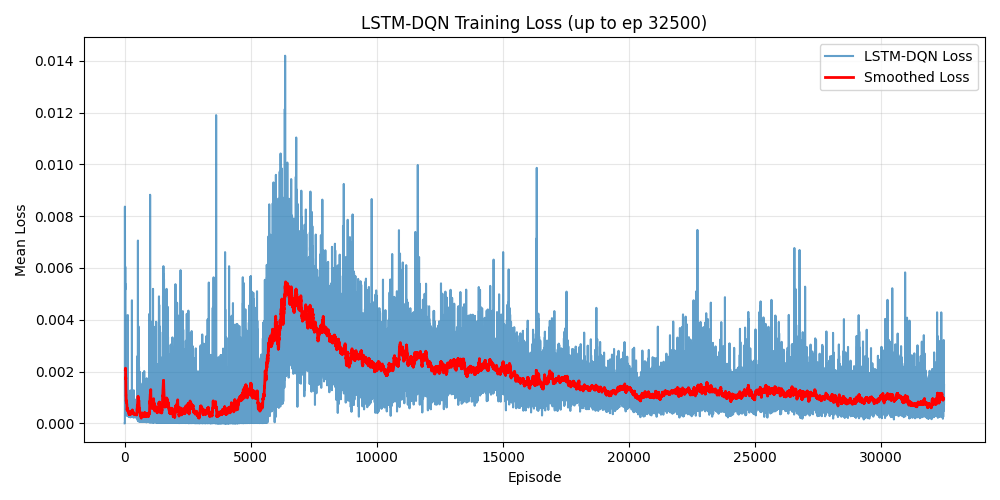 LSTM-DQN Training Loss (up to ep 32500)
LSTM-DQN Loss
Smoothed Loss
Mean Loss
0.014
0.012
0.010
0.008
0.006
0.004
0.002
0.000
0 5000 10000 15000 20000 25000 30000
Episode